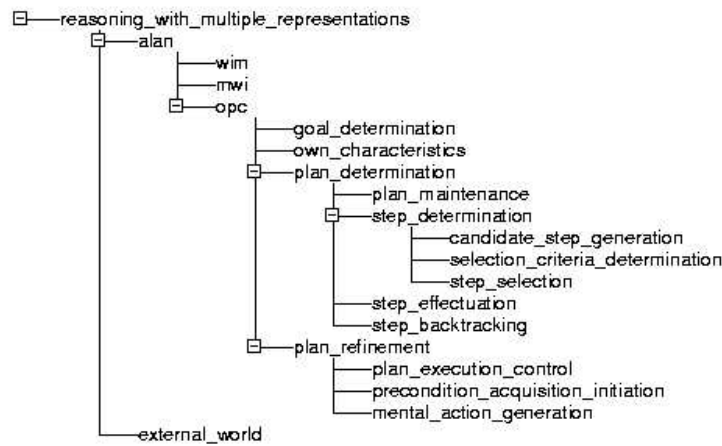 reasoning_with_multiple_representations
alan
wim
mwi
opc
goal_determination
own_characteristics
plan_determination
plan_maintenance
step_determination
candidate_step_generation
selection_criteria_determination
step_selection
step_effectuation
step_backtracking
plan_refinement
plan_execution_control
precondition_acquisition_initiation
mental_action_generation
external_world